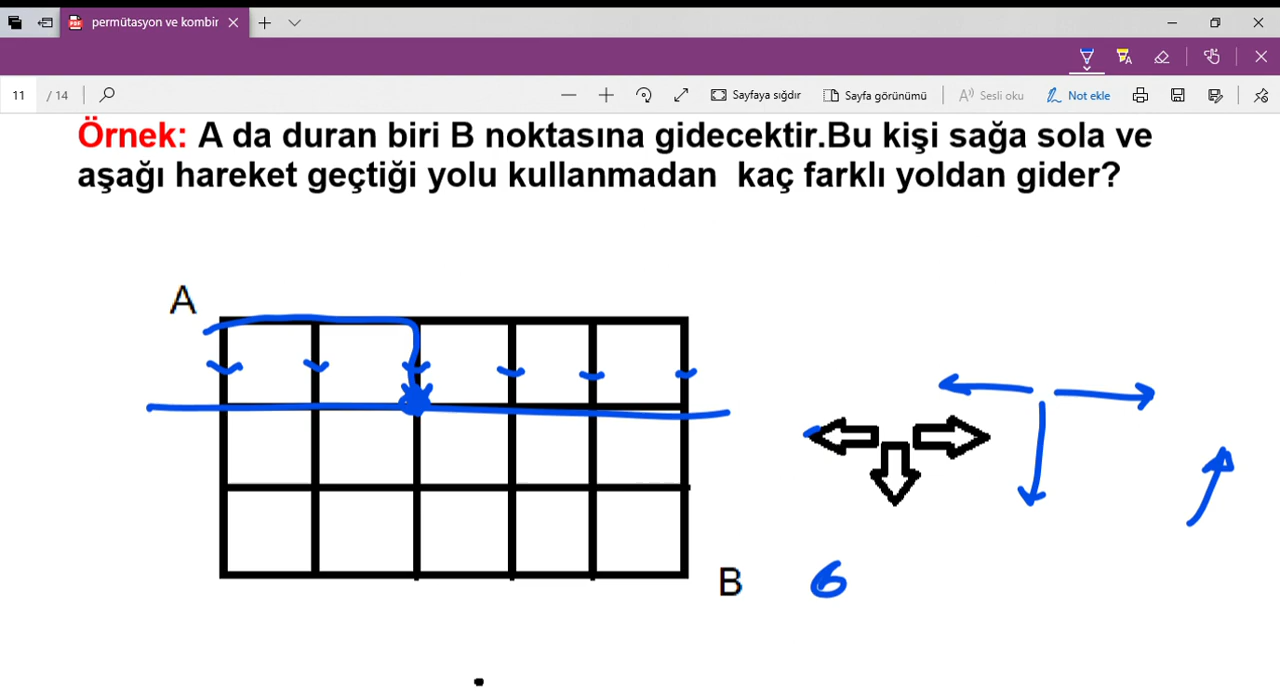 permütasyon ve kombir
11 / 14
Sayfaya sığdır
Sayfa görünümü
Sesli oku
Not ekle
Örnek: A da duran biri B noktasına gidecektir.Bu kişi sağa sola ve
aşağı hareket geçtiği yolu kullanmadan kaç farklı yoldan gider?
A
B
6